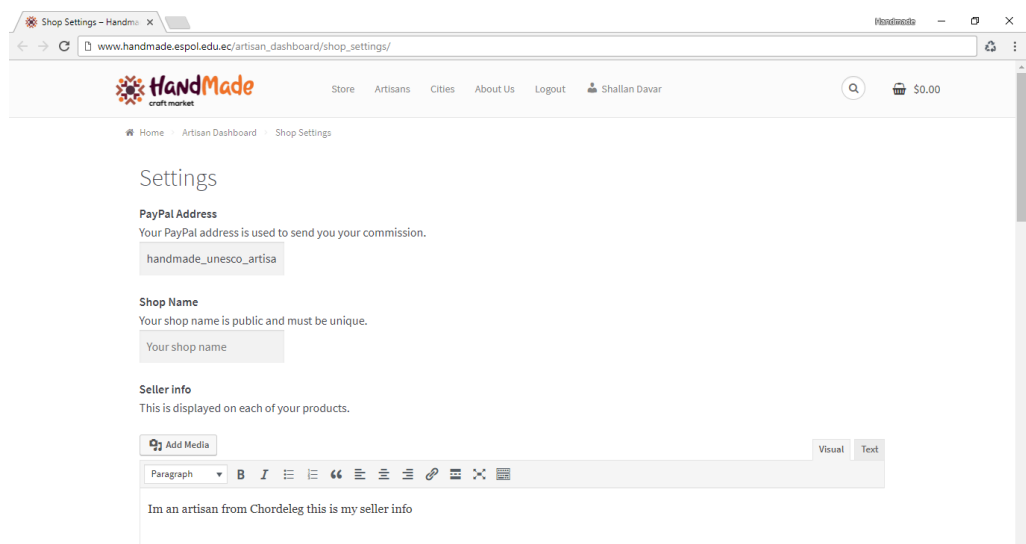 Shop Settings – Handma
Handmade
www.handmade.espol.edu.ec/artisan_dashboard/shop_settings/
HandMade
craft market
Store Artisans Cities About Us Logout Shallan Davar $0.00
Home Artisan Dashboard Shop Settings
Settings
PayPal Address
Your PayPal address is used to send you your commission.
handmade_unesco_artisa
Shop Name
Your shop name is public and must be unique.
Your shop name
Seller info
This is displayed on each of your products.
Add Media
Visual Text
Paragraph B I
Im an artisan from Chordeleg this is my seller info